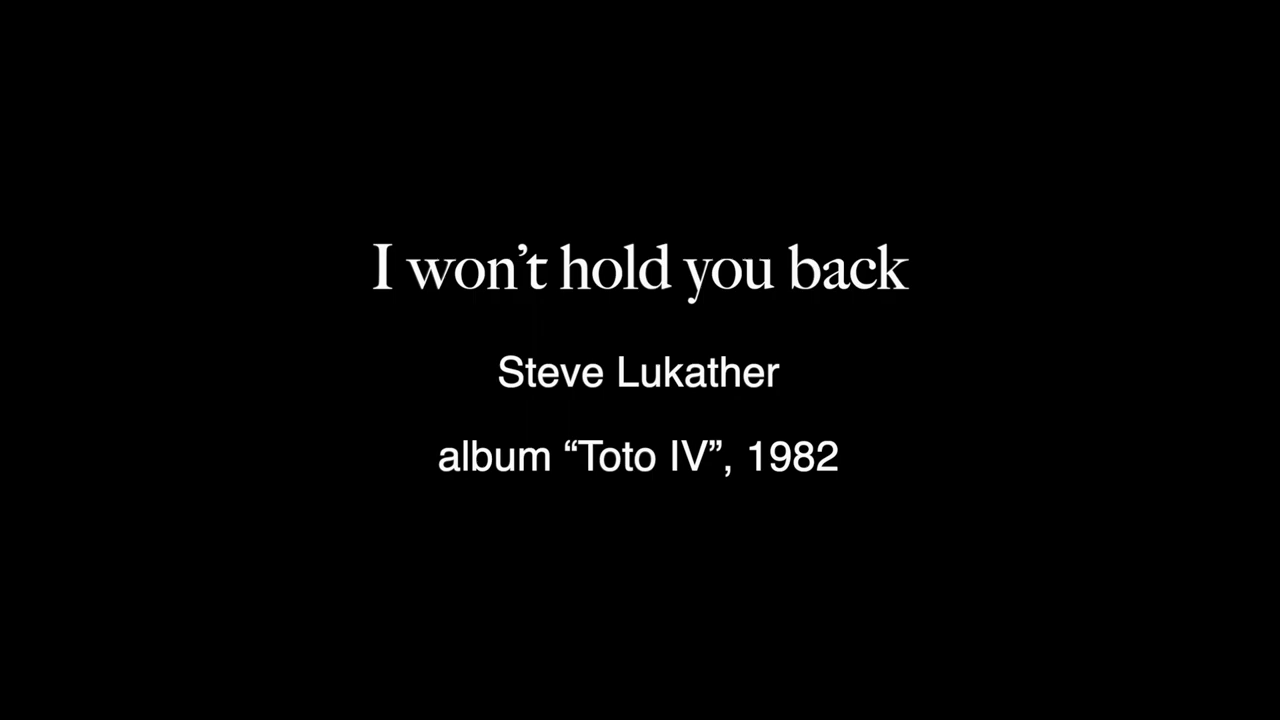 I won’t hold you back
Steve Lukather
album “Toto IV”, 1982